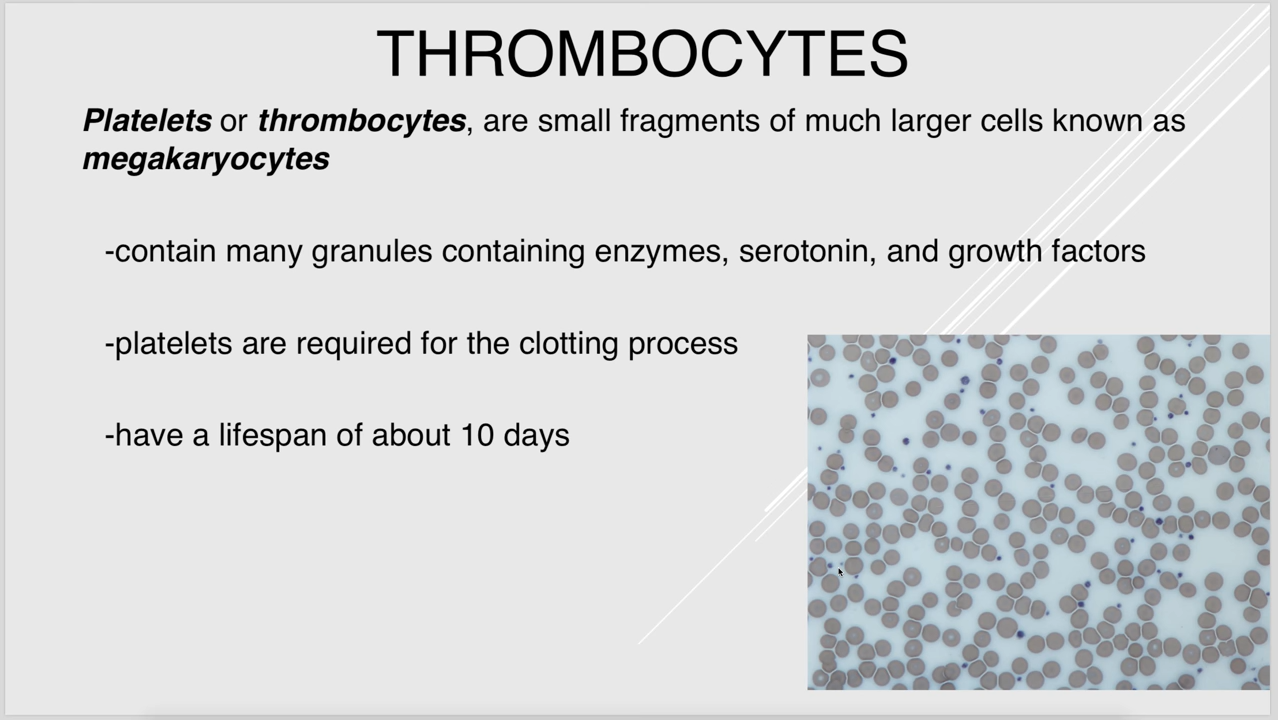 THROMBOCYTES
Platelets or thrombocytes, are small fragments of much larger cells known as
megakaryocytes
-contain many granules containing enzymes, serotonin, and growth factors
-platelets are required for the clotting process
-have a lifespan of about 10 days